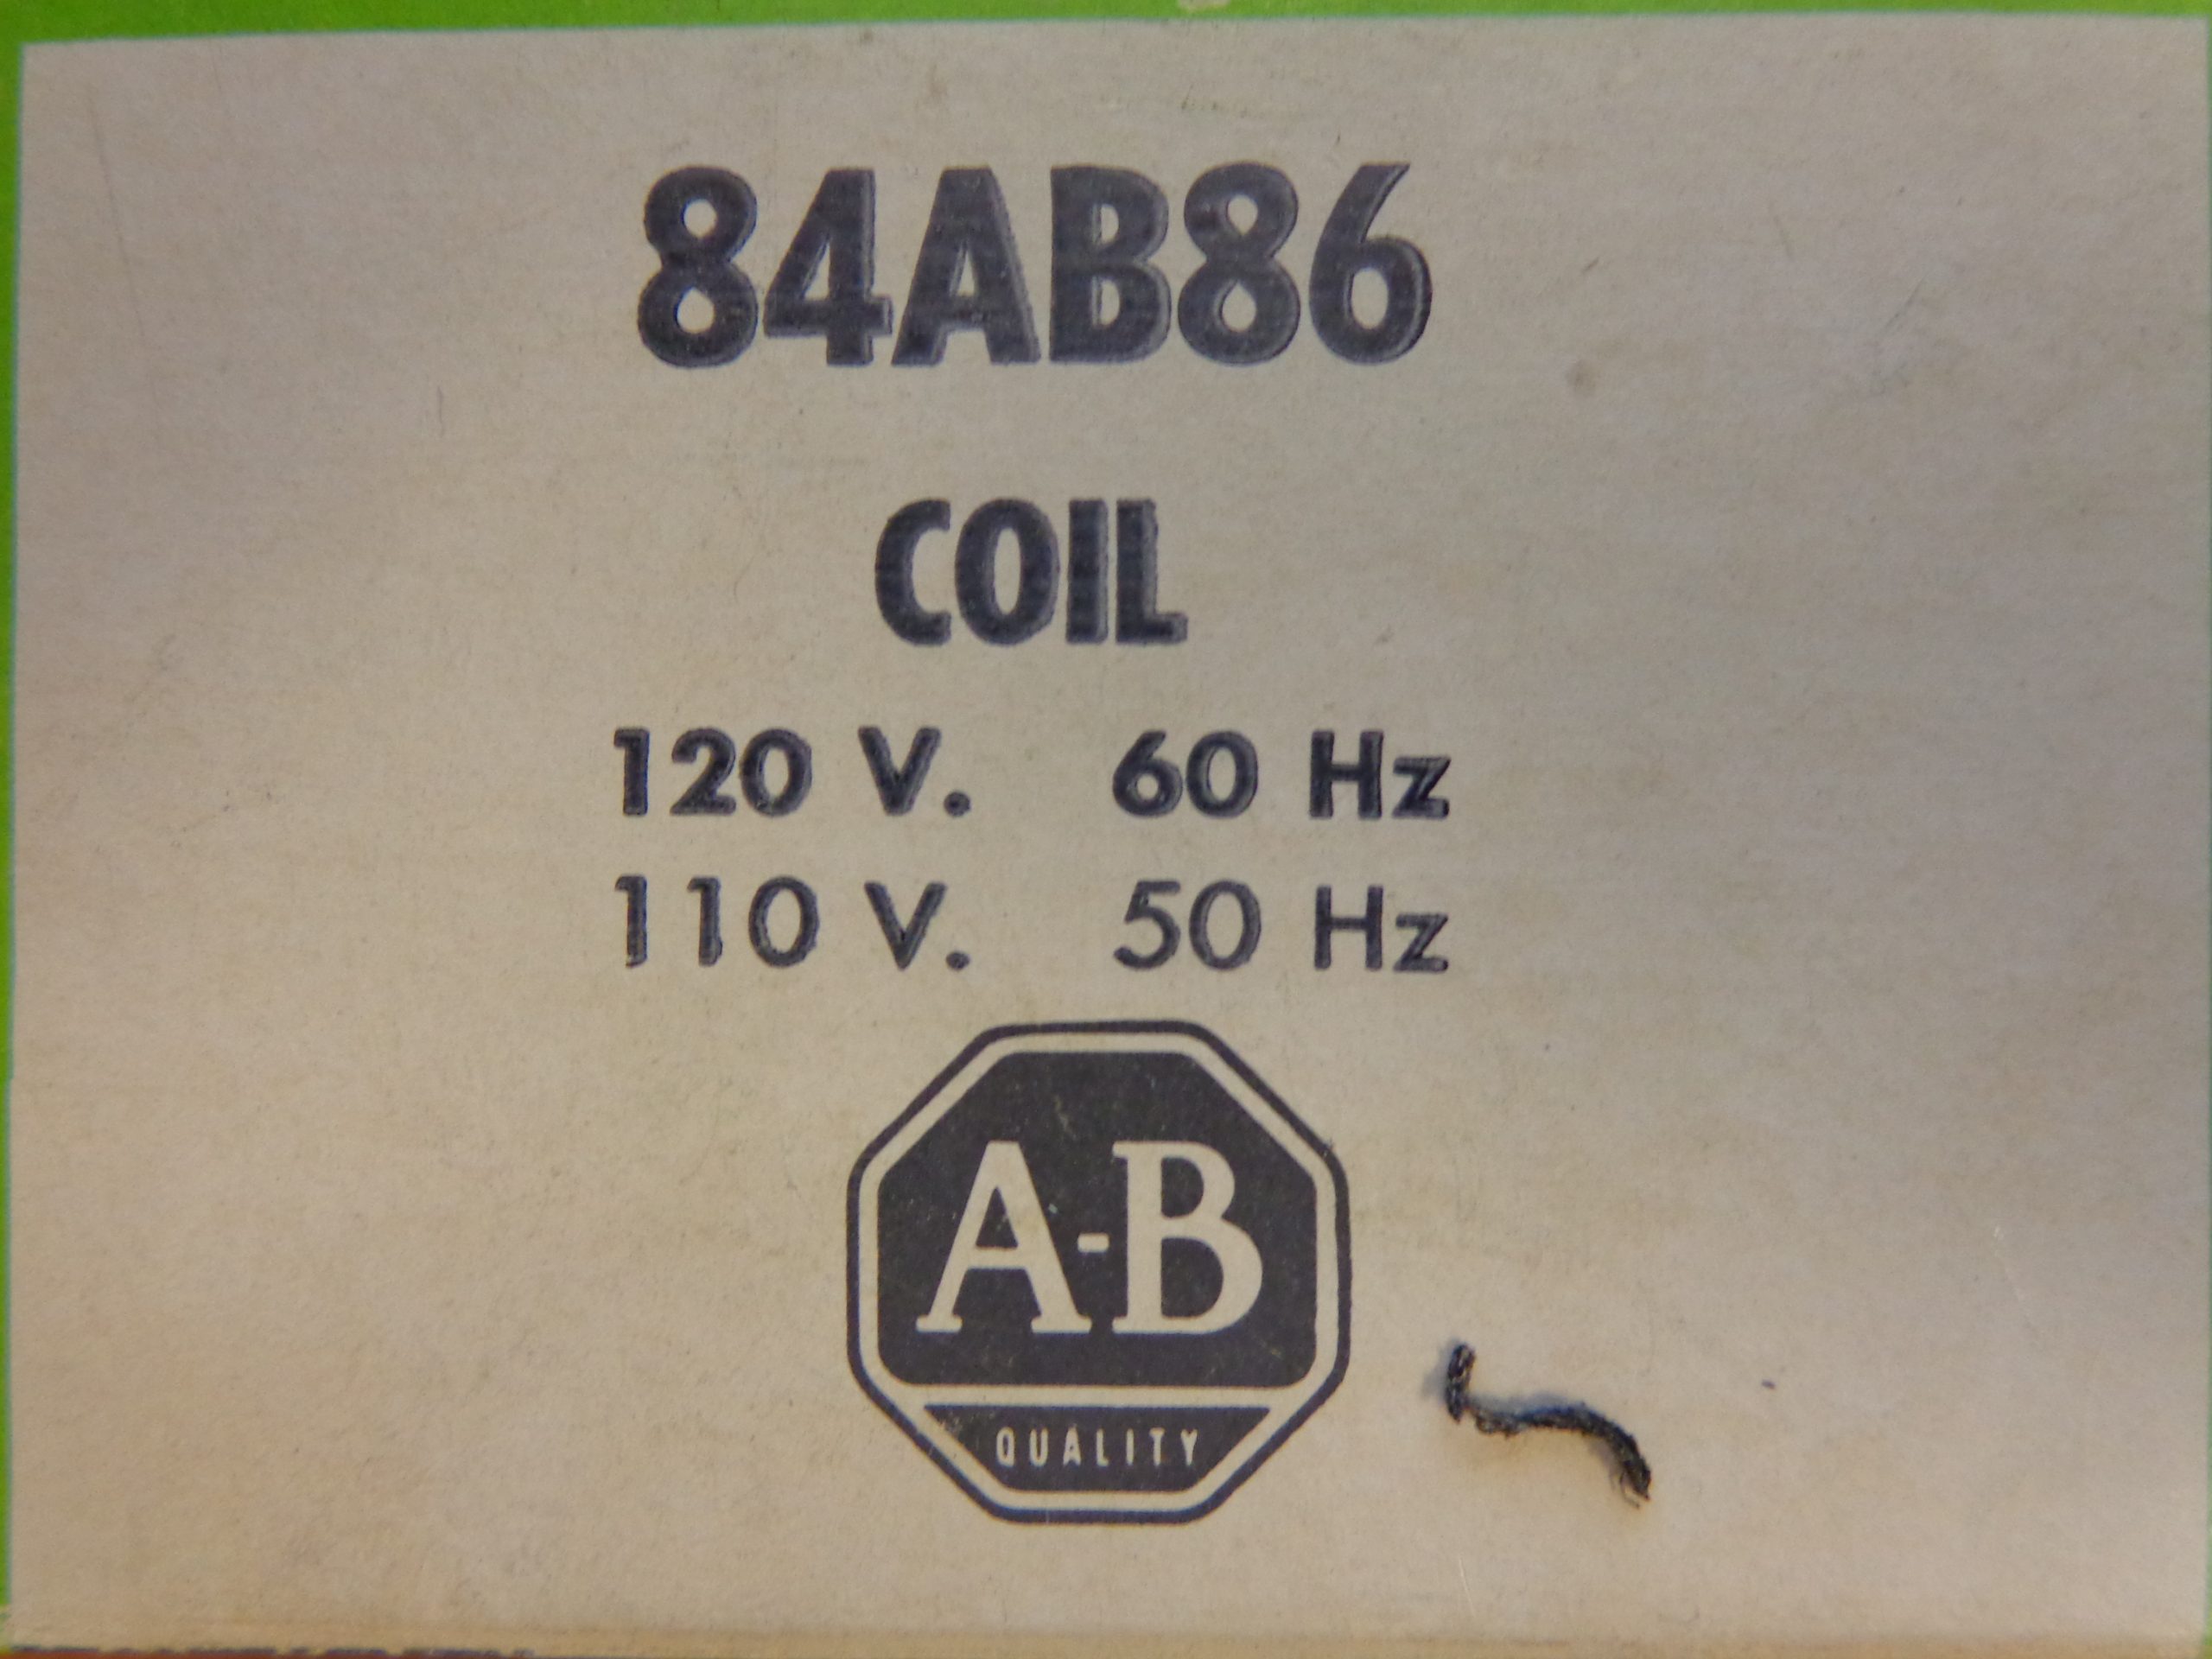 84AB86
COIL
120 V. 60 Hz
110 V. 50 Hz
A-B
QUALITY